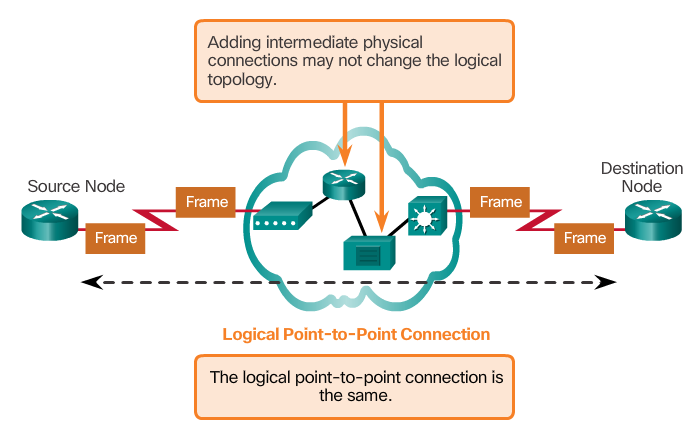 Adding intermediate physical
connections may not change the logical
topology.
Source Node
Destination
Node
Frame
Frame
Frame
Frame
Logical Point-to-Point Connection
The logical point-to-point connection is
the same.